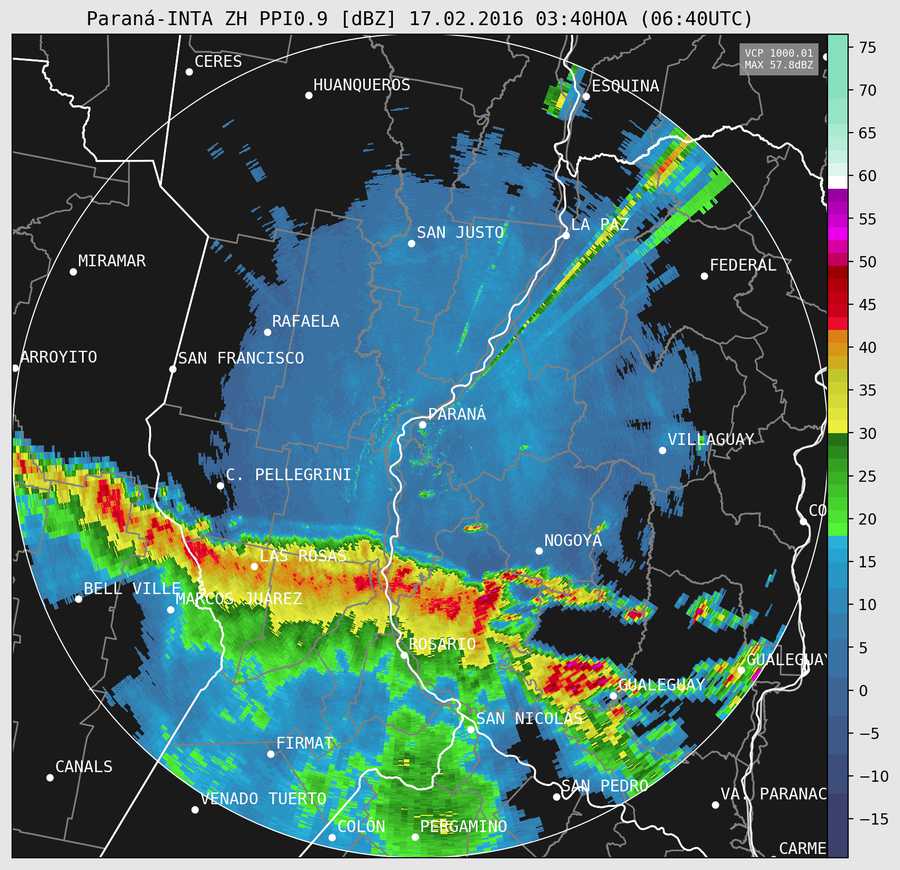 Paraná-INTA ZH PPI0.9 [dBZ] 17.02.2016 03:40HOA (06:40UTC)
VCP 1000.01
MAX 57.8dBZ
CERES
HUANQUEROS
ESQUINA
SAN JUSTO
LA PAZ
MIRAMAR
FEDERAL
RAFAELA
ARROYITO
SAN FRANCISCO
PARANÁ
VILLAGUAY
C. PELLEGRINI
CO
NOGOYÁ
LAS ROSAS
BELL VILLE
MARCOS JUÁREZ
ROSARIO
GUALEGUAY
GUALEGUAY
SAN NICOLÁS
FIRMAT
CANALS
SAN PEDRO
VENADO TUERTO
VA. PARANAC
COLÓN
PERGAMINO
CARME
75
70
65
60
55
50
45
40
35
30
25
20
15
10
5
0
−5
−10
−15